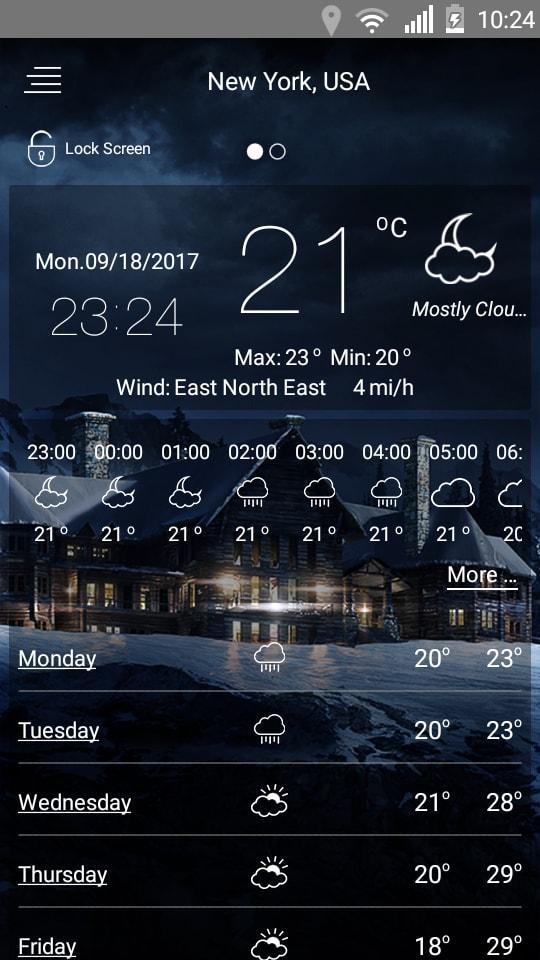 10:24
New York, USA
Lock Screen
Mon.09/18/2017
23:24
21 °C
Mostly Clou...
Max: 23° Min: 20°
Wind: East North East 4 mi/h
23:00 00:00 01:00 02:00 03:00 04:00 05:00 06:
21° 21° 21° 21° 21° 21° 21° 20
More ...
Monday 20° 23°
Tuesday 20° 23°
Wednesday 21° 28°
Thursday 20° 29°
Friday 18° 29°